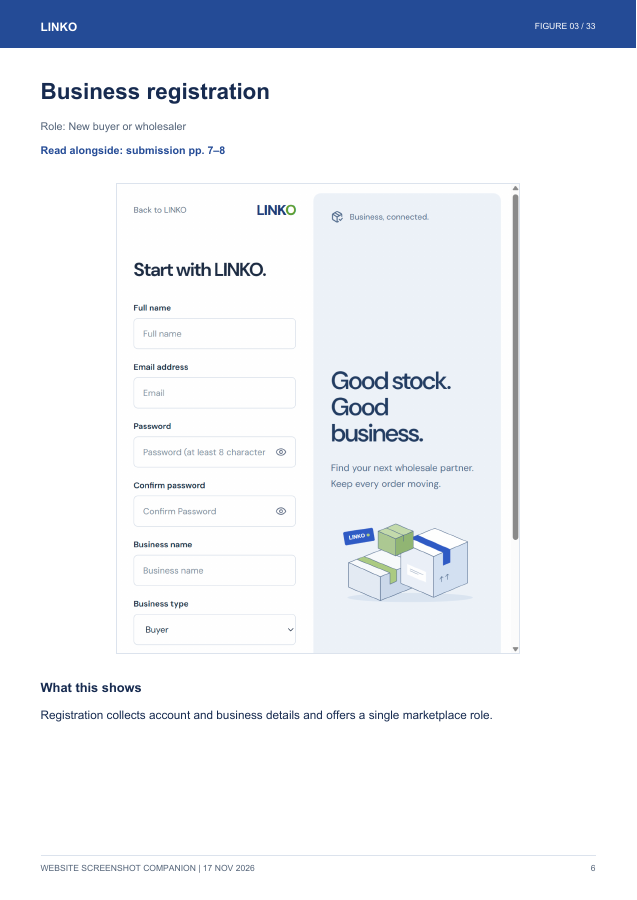 LINKO
FIGURE 03 / 33
Business registration
Role: New buyer or wholesaler
Read alongside: submission pp. 7–8
Back to LINKO
LINKO
Start with LINKO.
Full name
Full name
Email address
Email
Password
Password (at least 8 character
Confirm password
Confirm Password
Business name
Business name
Business type
Buyer
Business, connected.
Good stock.
Good
business.
Find your next wholesale partner.
Keep every order moving.
LINKO
What this shows
Registration collects account and business details and offers a single marketplace role.
WEBSITE SCREENSHOT COMPANION | 17 NOV 2026
6